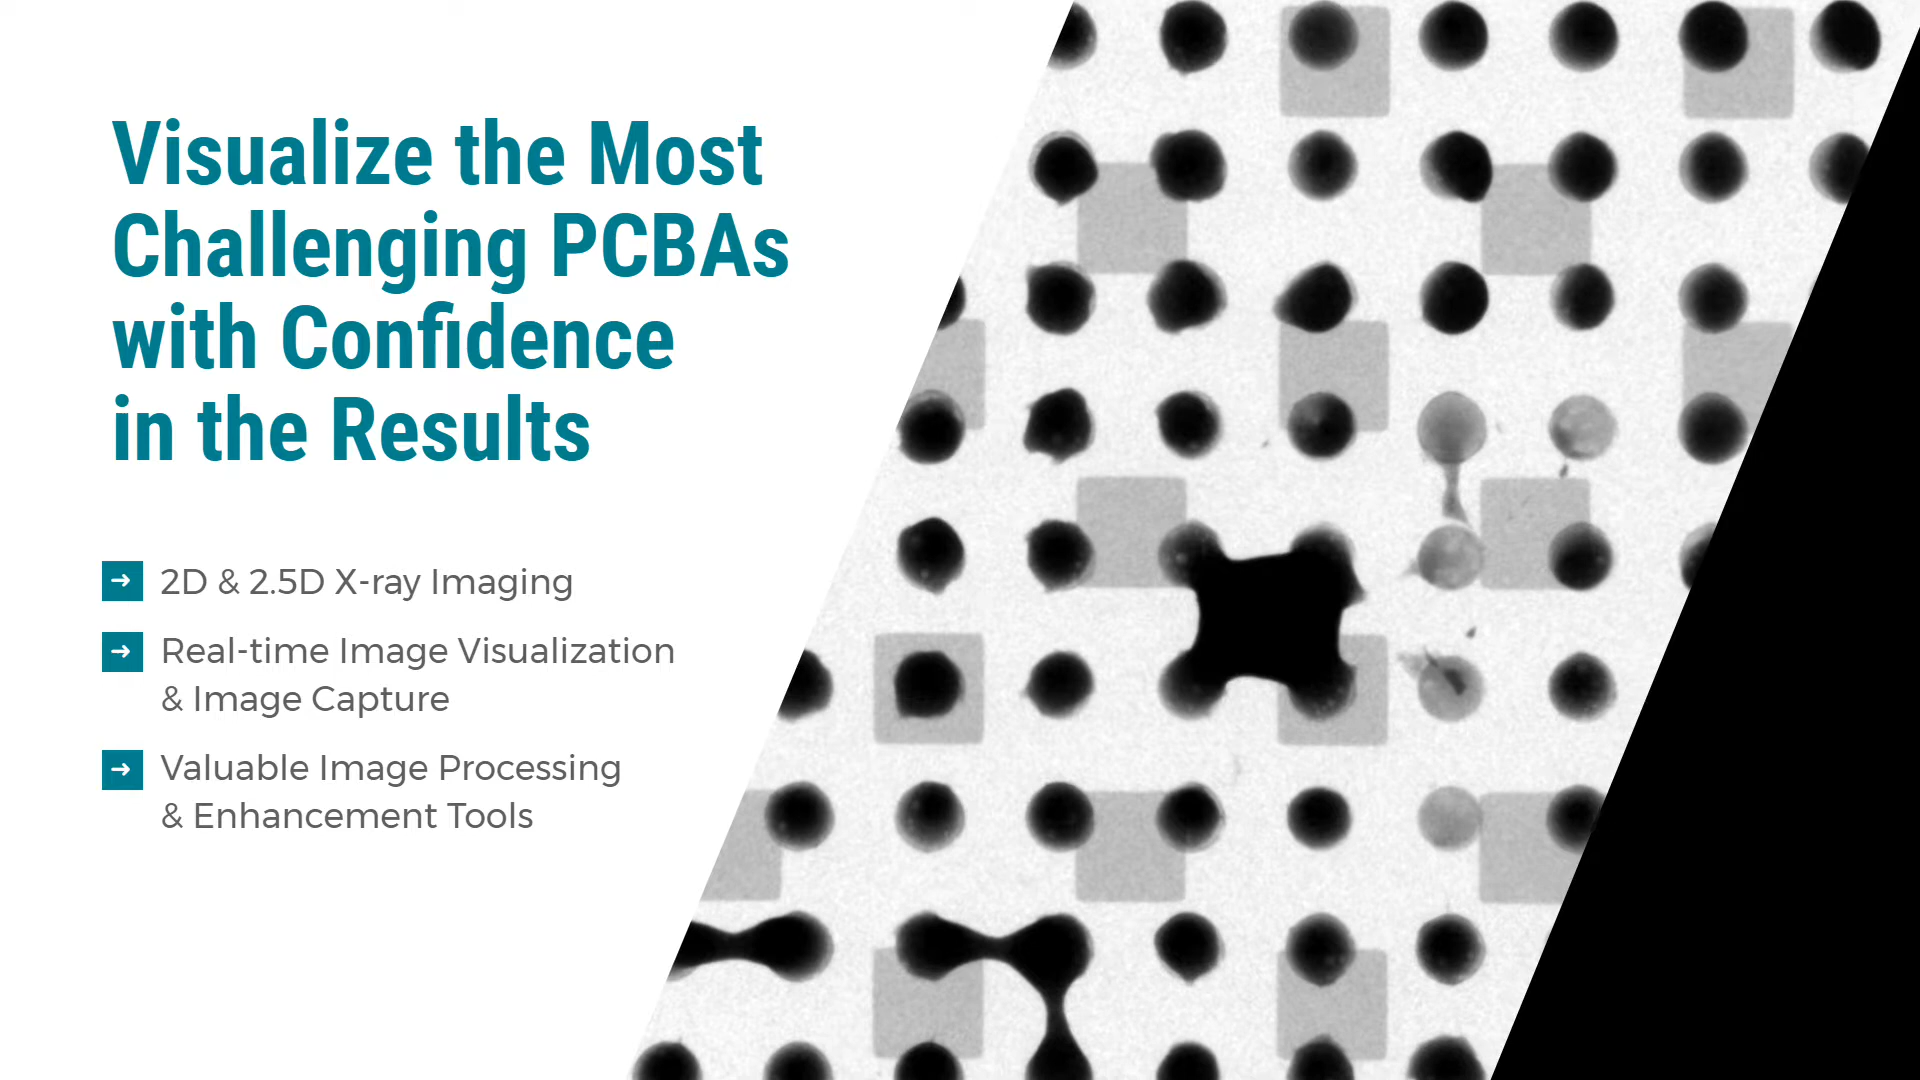 Visualize the Most
Challenging PCBAs
with Confidence
in the Results
2D & 2.5D X-ray Imaging
Real-time Image Visualization
& Image Capture
Valuable Image Processing
& Enhancement Tools